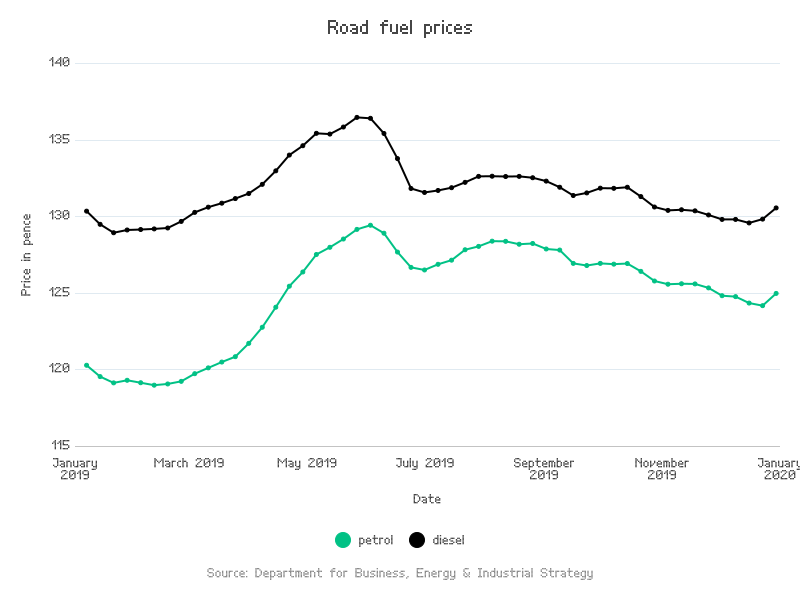 Road fuel prices
140
135
130
125
120
115
Price in pence
January
2019
March 2019
May 2019
July 2019
September
2019
November
2019
January
2020
Date
petrol
diesel
Source: Department for Business, Energy & Industrial Strategy